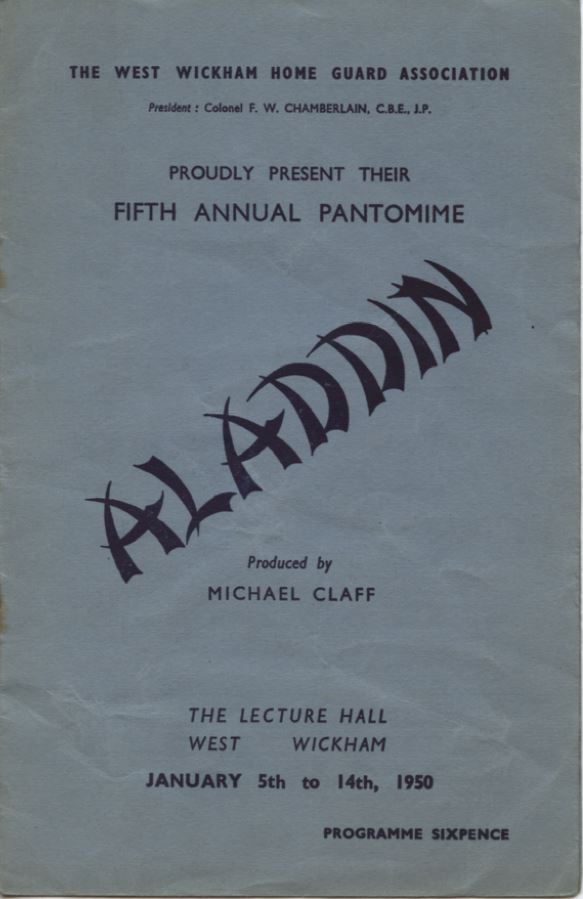 THE WEST WICKHAM HOME GUARD ASSOCIATION
President : Colonel F. W. CHAMBERLAIN, C.B.E., J.P.
PROUDLY PRESENT THEIR
FIFTH ANNUAL PANTOMIME
ALADDIN
Produced by
MICHAEL CLAFF
THE LECTURE HALL
WEST WICKHAM
JANUARY 5th to 14th, 1950
PROGRAMME SIXPENCE